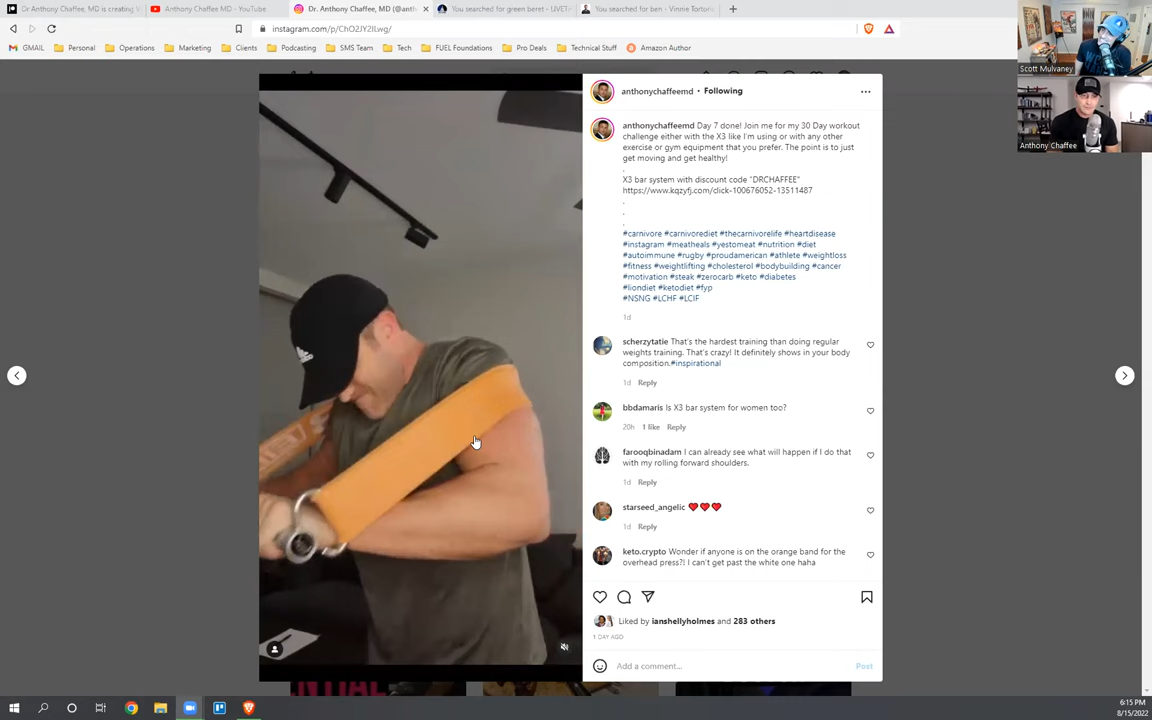 Dr. Anthony Chaffee, MD is creating
Anthony Chaffee MD - YouTube
Dr. Anthony Chaffee, MD (@anth
You searched for green beret - LIVET
You searched for ben - Vinnie Tortor
instagram.com/p/ChO2JY2lLwg/
GMAIL
Personal
Operations
Marketing
Clients
Podcasting
SMS Team
Tech
FUEL Foundations
Pro Deals
Technical Stuff
Amazon Author
Scott Mulvaney
Anthony Chaffee
anthonychaffeemd • Following
anthonychaffeemd Day 7 done! Join me for my 30 Day workout
challenge either with the X3 like I'm using or with any other
exercise or gym equipment that you prefer. The point is to just
get moving and get healthy!
.
X3 bar system with discount code "DRCHAFFEE"
https://www.kqzyfj.com/click-100676052-13511487
.
.
.
#carnivore #carnivorediet #thecarnivorelife #heartdisease
#instagram #meatheals #yestomeat #nutrition #diet
#autoimmune #rugby #proudamerican #athlete #weightloss
#fitness #weightlifting #cholesterol #bodybuilding #cancer
#motivation #steak #zerocarb #keto #diabetes
#liondiet #ketodiet #fyp
#NSNG #LCHF #LCIF
1d
scherzytatie That's the hardest training than doing regular
weights training. That's crazy! It definitely shows in your body
composition.#inspirational
1d Reply
bbdamaris Is X3 bar system for women too?
20h 1 like Reply
farooqbinadam I can already see what will happen if I do that
with my rolling forward shoulders.
1d Reply
starseed_angelic ❤❤❤
1d Reply
keto.crypto Wonder if anyone is on the orange band for the
overhead press?! I can't get past the white one haha
Liked by ianshellyholmes and 283 others
1 DAY AGO
Add a comment...
Post
6:15 PM
8/15/2022